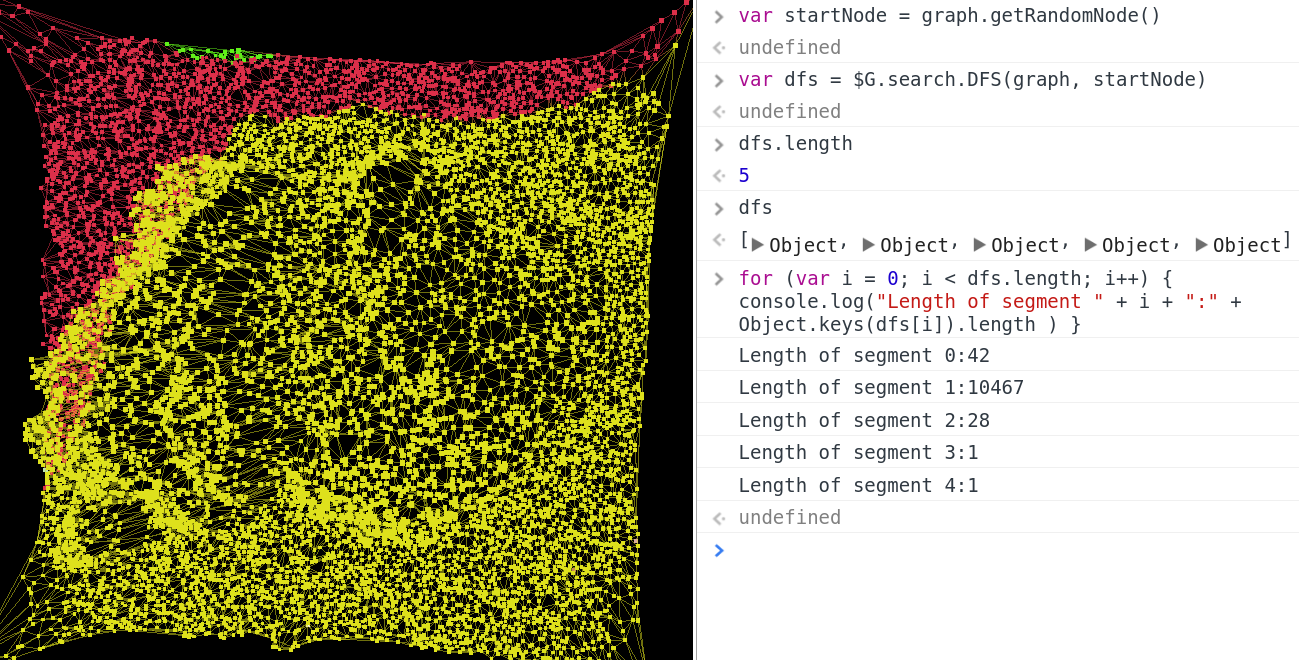 var startNode = graph.getRandomNode()
undefined
var dfs = $G.search.DFS(graph, startNode)
undefined
dfs.length
5
dfs
[▶Object, ▶Object, ▶Object, ▶Object, ▶Object]
for (var i = 0; i < dfs.length; i++) {
console.log("Length of segment " + i + ":" +
Object.keys(dfs[i]).length ) }
Length of segment 0:42
Length of segment 1:10467
Length of segment 2:28
Length of segment 3:1
Length of segment 4:1
undefined